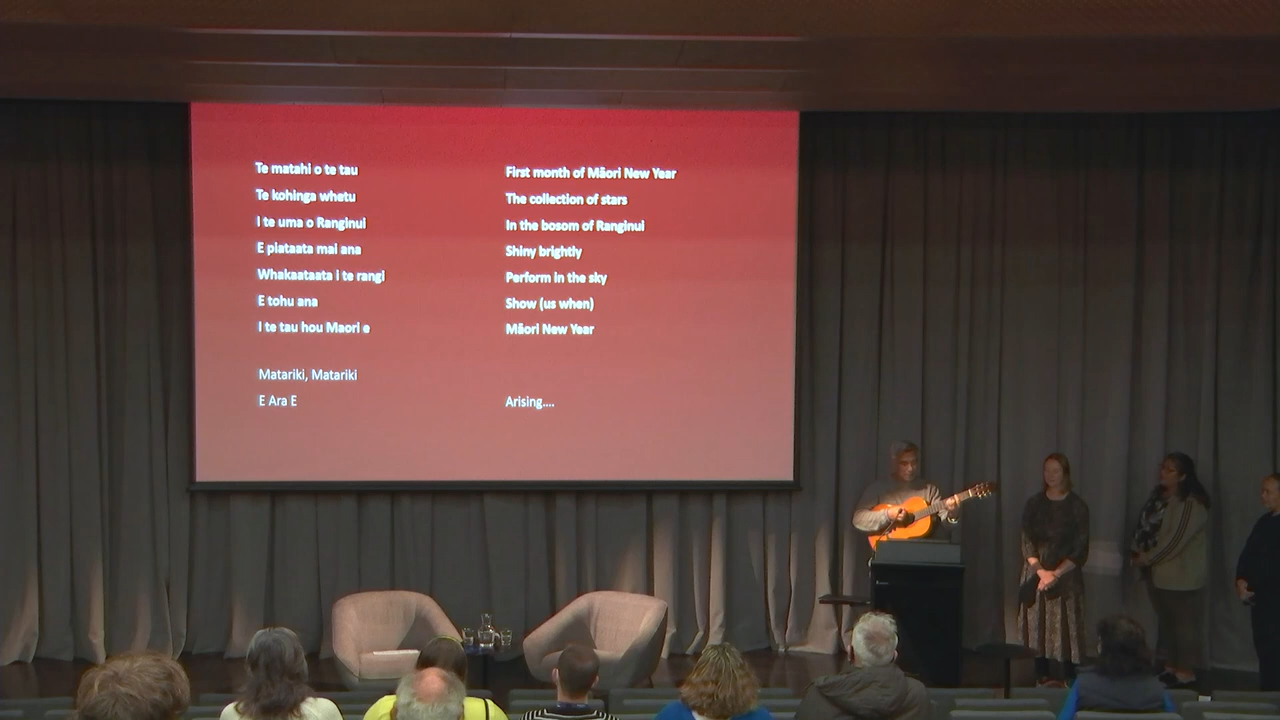 Te matahi o te tau
Te kohinga whetu
I te uma o Ranginui
E piataata mai ana
Whakaataata i te rangi
E tohu ana
I te tau hou Maori e
Matariki, Matariki
E Ara E
First month of Māori New Year
The collection of stars
In the bosom of Ranginui
Shiny brightly
Perform in the sky
Show (us when)
Māori New Year
Arising....